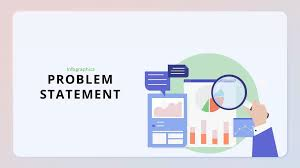 Infographics
PROBLEM
STATEMENT